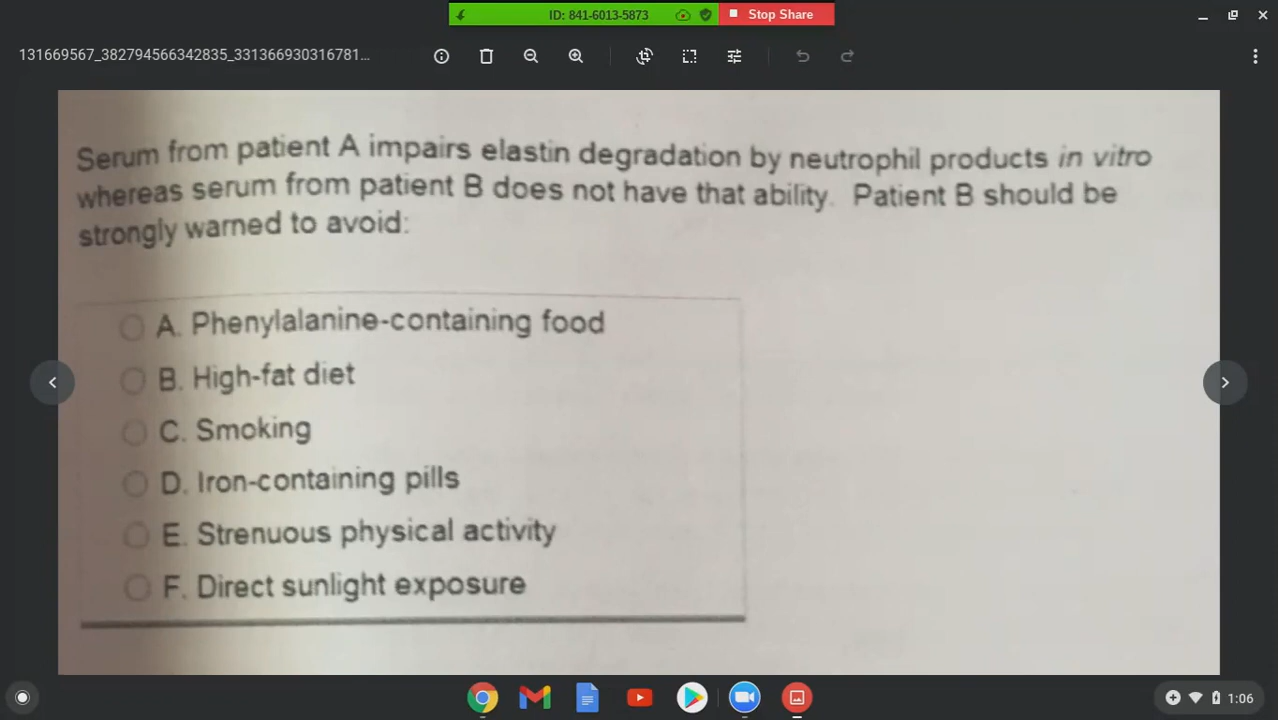 ID: 841-6013-5873 Stop Share
131669567_382794566342835_331366930316781...
Serum from patient A impairs elastin degradation by neutrophil products in vitro
whereas serum from patient B does not have that ability. Patient B should be
strongly warned to avoid:
A. Phenylalanine-containing food
B. High-fat diet
C. Smoking
D. Iron-containing pills
E. Strenuous physical activity
F. Direct sunlight exposure
1:06